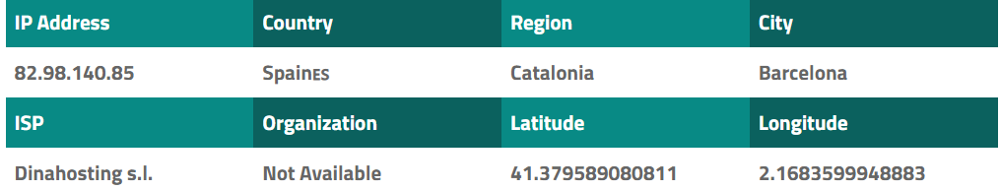 IP Address Country Region City
82.98.140.85 SpainES Catalonia Barcelona
ISP Organization Latitude Longitude
Dinahosting s.l. Not Available 41.379589080811 2.1683599948883